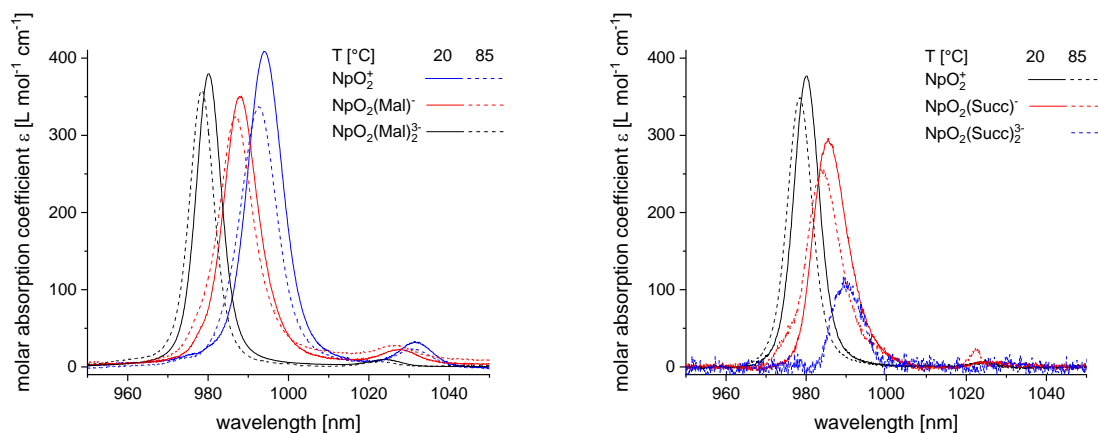 T [°C] 20 85
NpO₂⁺
NpO₂(Mal)⁻
NpO₂(Mal)₂³⁻
400
300
200
100
0
molar absorption coefficient ε [L mol⁻¹ cm⁻¹]
960 980 1000 1020 1040
wavelength [nm]
T [°C] 20 85
NpO₂⁺
NpO₂(Succ)⁻
NpO₂(Succ)₂³⁻
400
300
200
100
0
molar absorption coefficient ε [L mol⁻¹ cm⁻¹]
960 980 1000 1020 1040
wavelength [nm]